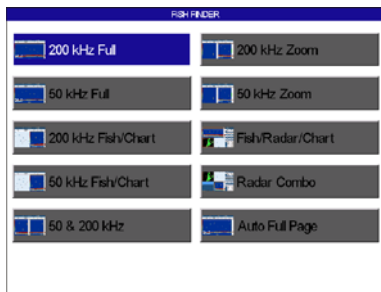 FISH FINDER
200 kHz Full
200 kHz Zoom
50 kHz Full
50 kHz Zoom
200 kHz Fish/Chart
Fish/Radar/Chart
50 kHz Fish/Chart
Radar Combo
50 & 200 kHz
Auto Full Page